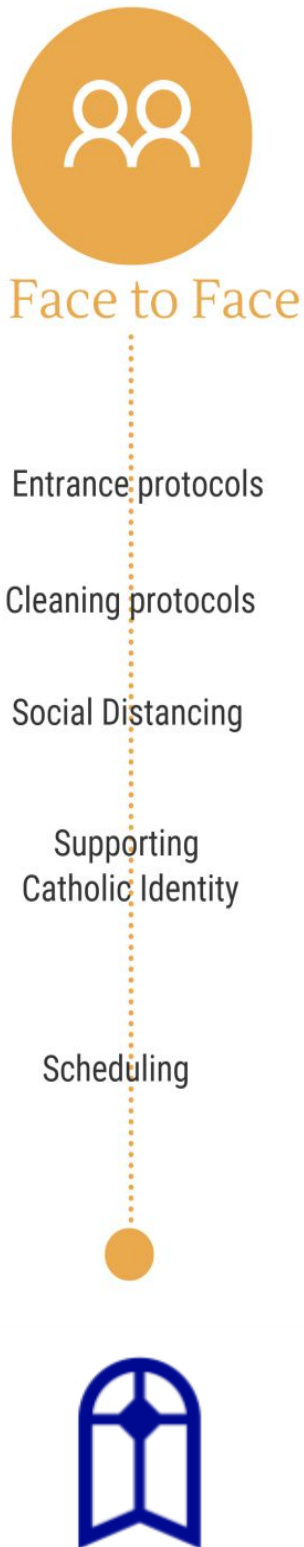 Face to Face
Entrance protocols
Cleaning protocols
Social Distancing
Supporting
Catholic Identity
Scheduling